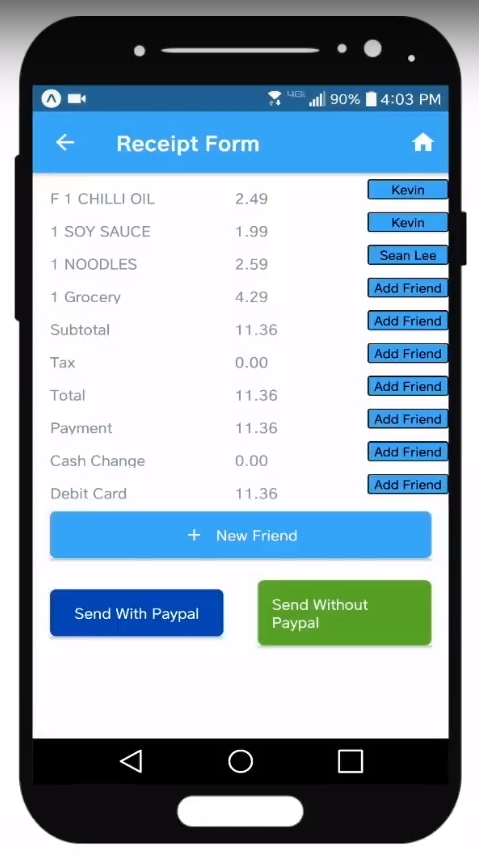 4G 90% 4:03 PM
Receipt Form
F 1 CHILLI OIL 2.49 Kevin
1 SOY SAUCE 1.99 Kevin
1 NOODLES 2.59 Sean Lee
1 Grocery 4.29 Add Friend
Subtotal 11.36 Add Friend
Tax 0.00 Add Friend
Total 11.36 Add Friend
Payment 11.36 Add Friend
Cash Change 0.00 Add Friend
Debit Card 11.36 Add Friend
+ New Friend
Send With Paypal
Send Without
Paypal